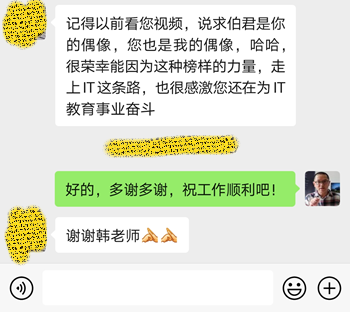 记得以前看您视频，说求伯君是你
的偶像，您也是我的偶像，哈哈，
很荣幸能因为这种榜样的力量，走
上IT这条路，也很感激您还在为IT
教育事业奋斗
好的，多谢多谢，祝工作顺利吧！
谢谢韩老师